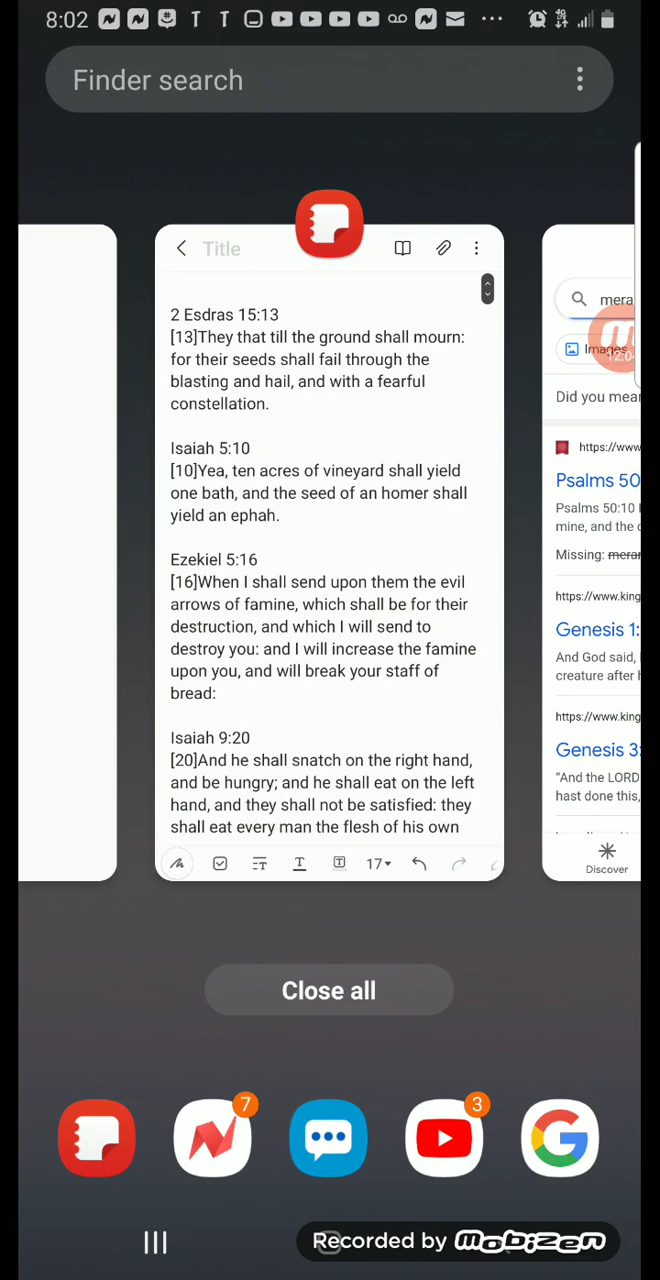 8:02
Finder search
Title
2 Esdras 15:13
[13]They that till the ground shall mourn:
for their seeds shall fail through the
blasting and hail, and with a fearful
constellation.
Isaiah 5:10
[10]Yea, ten acres of vineyard shall yield
one bath, and the seed of an homer shall
yield an ephah.
Ezekiel 5:16
[16]When I shall send upon them the evil
arrows of famine, which shall be for their
destruction, and which I will send to
destroy you: and I will increase the famine
upon you, and will break your staff of
bread:
Isaiah 9:20
[20]And he shall snatch on the right hand,
and be hungry; and he shall eat on the left
hand, and they shall not be satisfied: they
shall eat every man the flesh of his own
17
mera
Images
12:04
Did you mea
https://www
Psalms 50
Psalms 50:10
mine, and the
Missing: mera
https://www.king
Genesis 1:
And God said,
creature after
https://www.king
Genesis 3:
“And the LORD
hast done this,
Discover
Close all
7
3
Recorded by mobizen